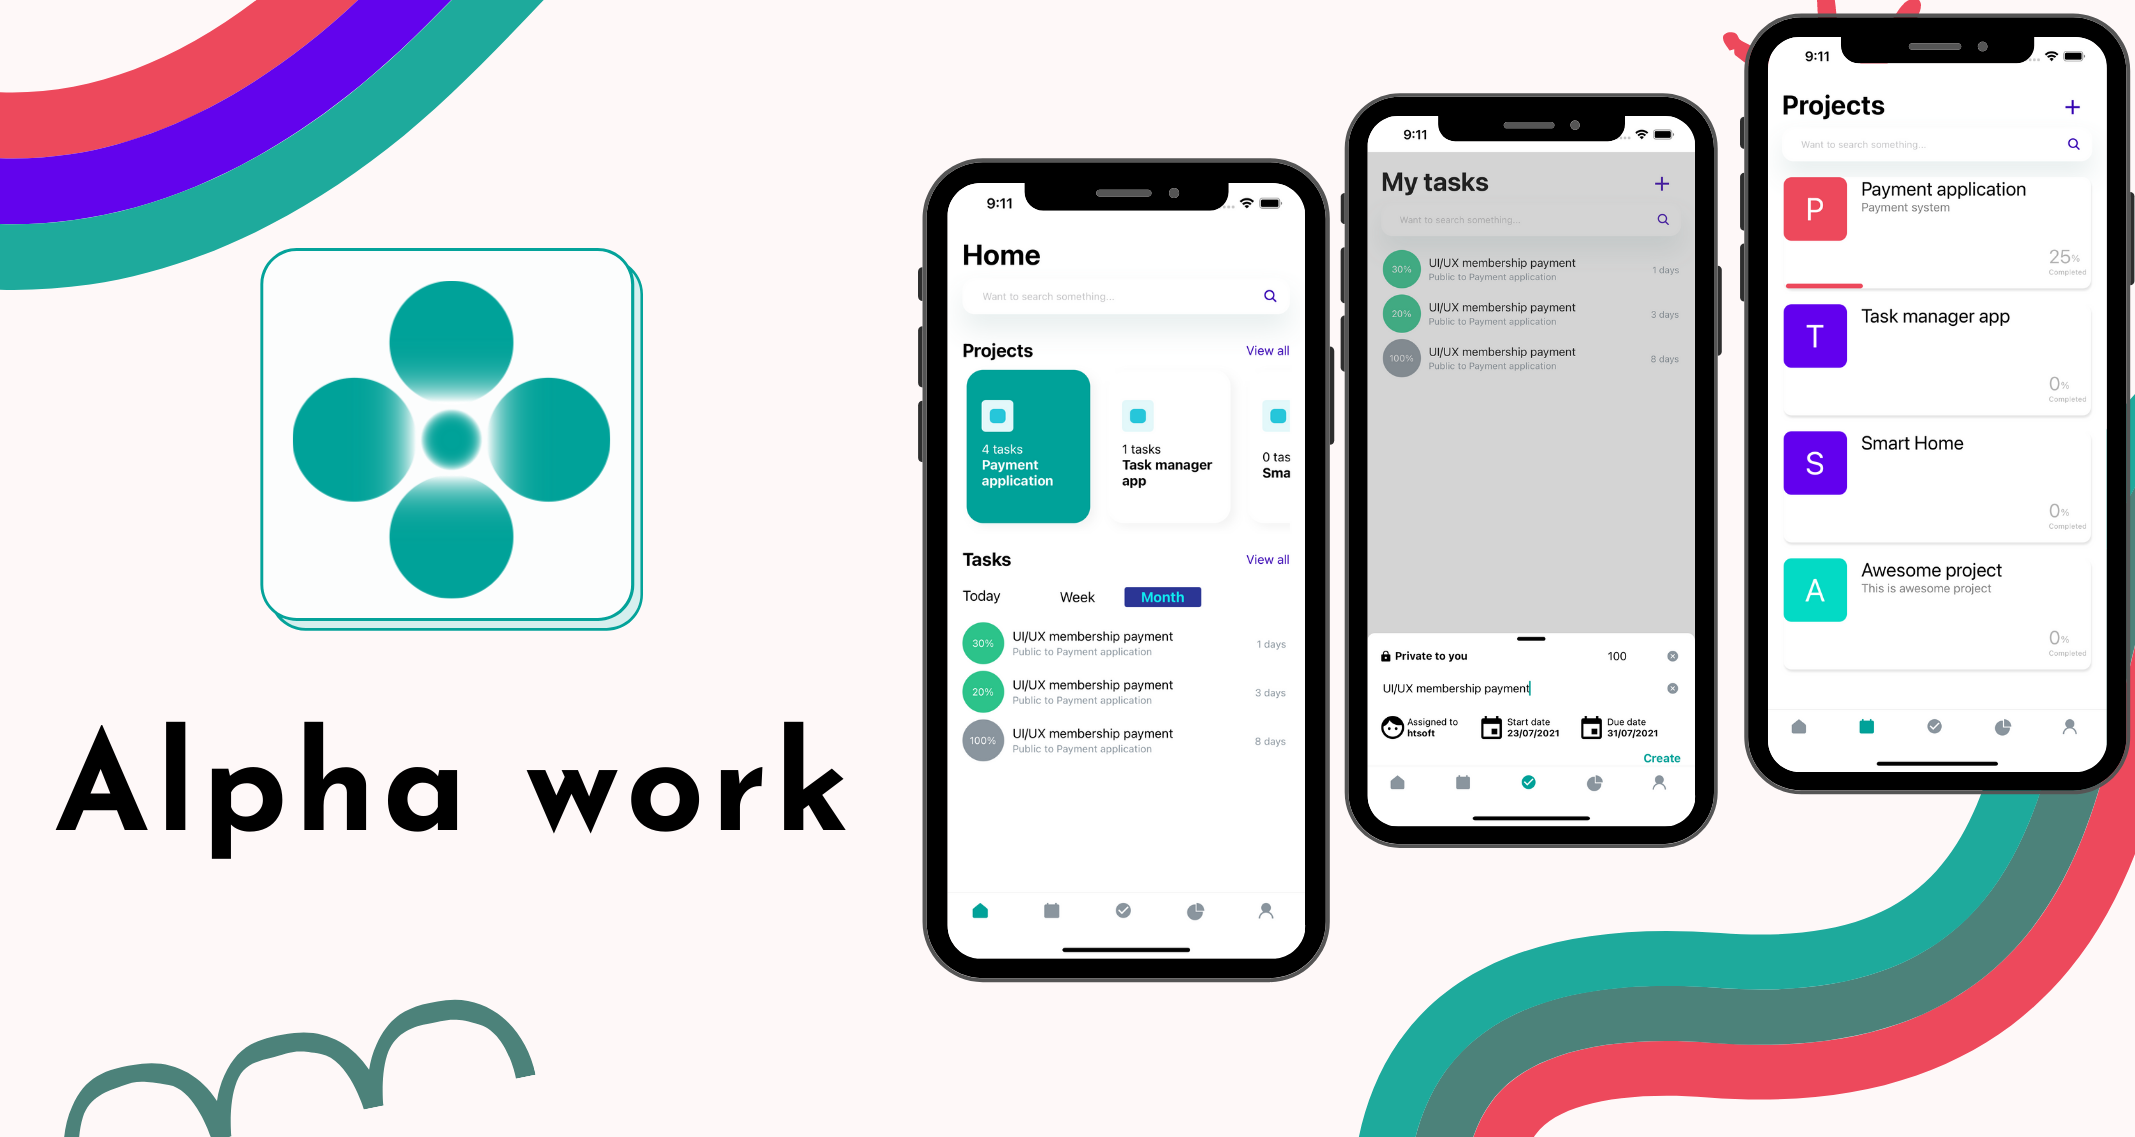 Alpha work
9:11
Home
Want to search something...
Projects
View all
4 tasks
Payment
application
1 tasks
Task manager
app
0 tas
Sma
Tasks
View all
Today
Week
Month
30%
UI/UX membership payment
Public to Payment application
1 days
20%
UI/UX membership payment
Public to Payment application
3 days
100%
UI/UX membership payment
Public to Payment application
8 days
9:11
My tasks
Want to search something...
30%
UI/UX membership payment
Public to Payment application
1 days
20%
UI/UX membership payment
Public to Payment application
3 days
100%
UI/UX membership payment
Public to Payment application
8 days
Private to you
100
UI/UX membership payment
Assigned to
htsoft
Start date
23/07/2021
Due date
31/07/2021
Create
9:11
Projects
Want to search something...
P
Payment application
Payment system
25%
Completed
T
Task manager app
0%
Completed
S
Smart Home
0%
Completed
A
Awesome project
This is awesome project
0%
Completed